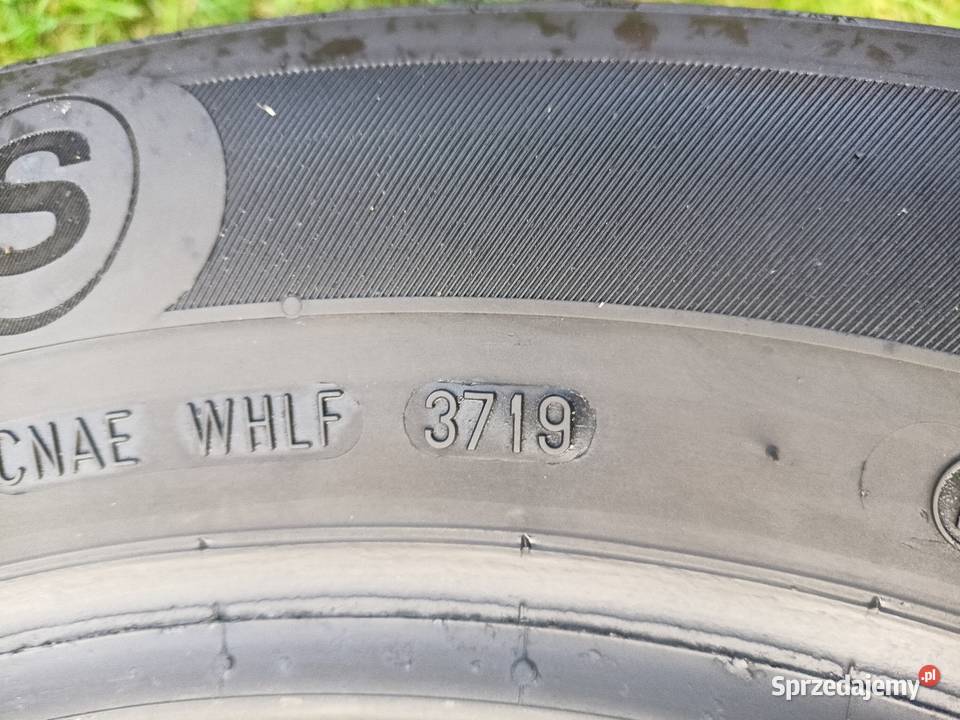 S
CNAE WHLF 3719
Sprzedajemy.pl